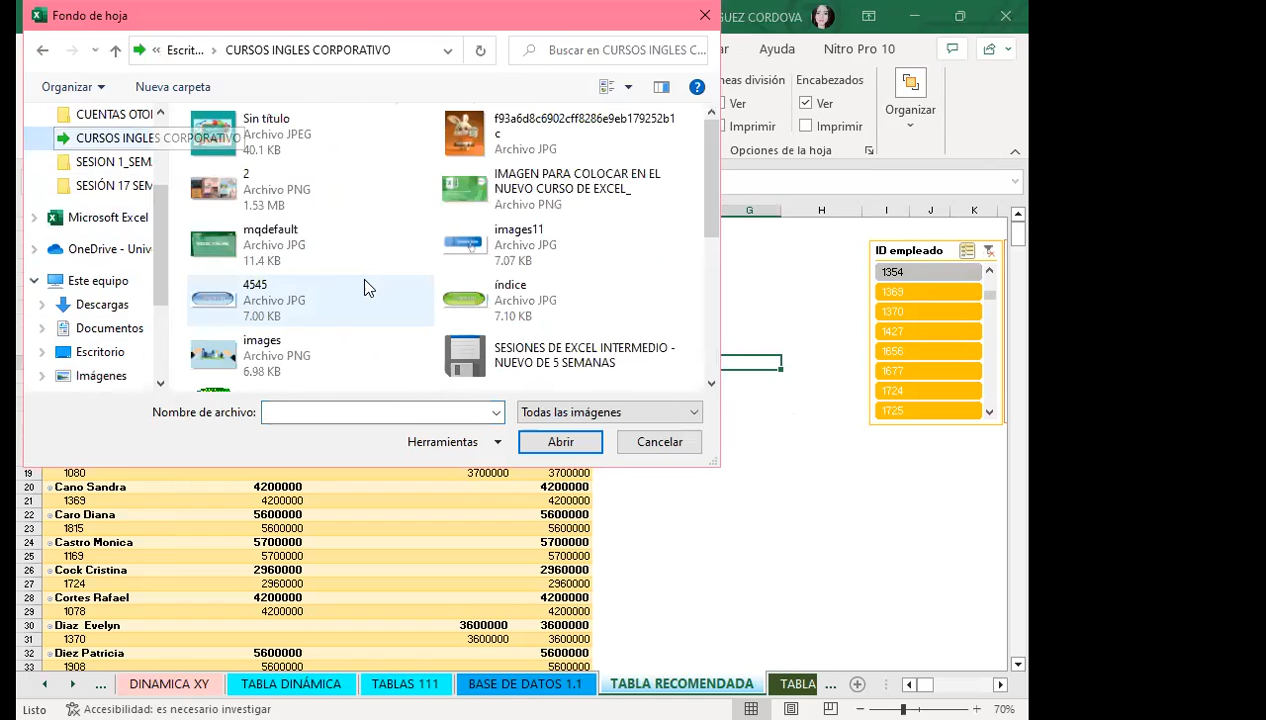 Fondo de hoja
GUEZ CORDOVA
« Escrit... > CURSOS INGLES CORPORATIVO
Buscar en CURSOS INGLES C...
ar Ayuda Nitro Pro 10
Organizar Nueva carpeta
neas división Encabezados
Ver Ver
Imprimir Imprimir
Organizar
Opciones de la hoja
CUENTAS OTOI
CURSOS INGLES CORPORATIVO
SESION 1_SEM.
SESIÓN 17 SEM
Microsoft Excel
OneDrive - Univ
Este equipo
Descargas
Documentos
Escritorio
Imágenes
Sin título
Archivo JPEG
40.1 KB
f93a6d8c6902cff8286e9eb179252b1
c
Archivo JPG
2
Archivo PNG
1.53 MB
IMAGEN PARA COLOCAR EN EL
NUEVO CURSO DE EXCEL_
Archivo PNG
mqdefault
Archivo JPG
11.4 KB
images11
Archivo JPG
7.07 KB
4545
Archivo JPG
7.00 KB
índice
Archivo JPG
7.10 KB
images
Archivo PNG
6.98 KB
SESIONES DE EXCEL INTERMEDIO -
NUEVO DE 5 SEMANAS
Nombre de archivo: Todas las imágenes
Herramientas Abrir Cancelar
G H I J K
ID empleado
1354
1369
1370
1427
1656
1677
1724
1725
19 1080 3700000 3700000
20 Cano Sandra 4200000 4200000
21 1369 4200000 4200000
22 Caro Diana 5600000 5600000
23 1815 5600000 5600000
24 Castro Monica 5700000 5700000
25 1169 5700000 5700000
26 Cock Cristina 2960000 2960000
27 1724 2960000 2960000
28 Cortes Rafael 4200000 4200000
29 1078 4200000 4200000
30 Diaz Evelyn 3600000 3600000
31 1370 3600000 3600000
32 Diez Patricia 5600000 5600000
33 1908 5600000 5600000
... DINAMICA XY TABLA DINÁMICA TABLAS 111 BASE DE DATOS 1.1 TABLA RECOMENDADA TABLA ...
Listo Accesibilidad: es necesario investigar 70%